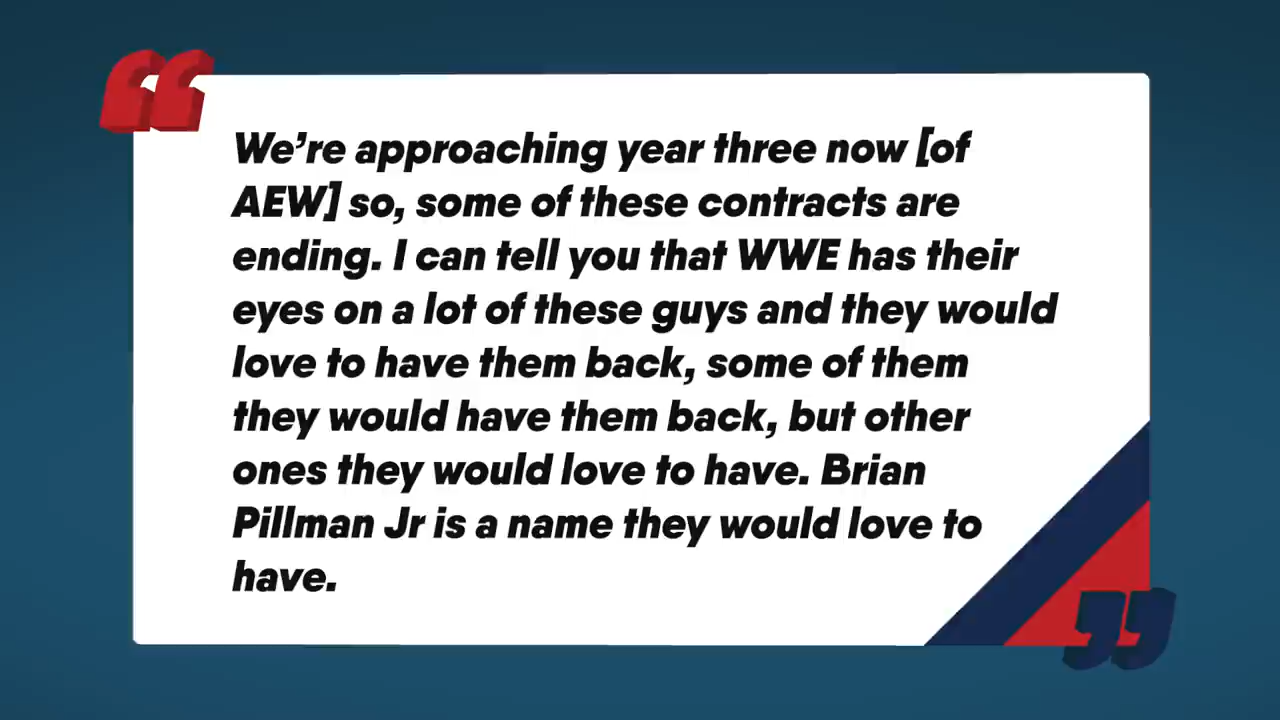 We're approaching year three now [of
AEW] so, some of these contracts are
ending. I can tell you that WWE has their
eyes on a lot of these guys and they would
love to have them back, some of them
they would have them back, but other
ones they would love to have. Brian
Pillman Jr is a name they would love to
have.